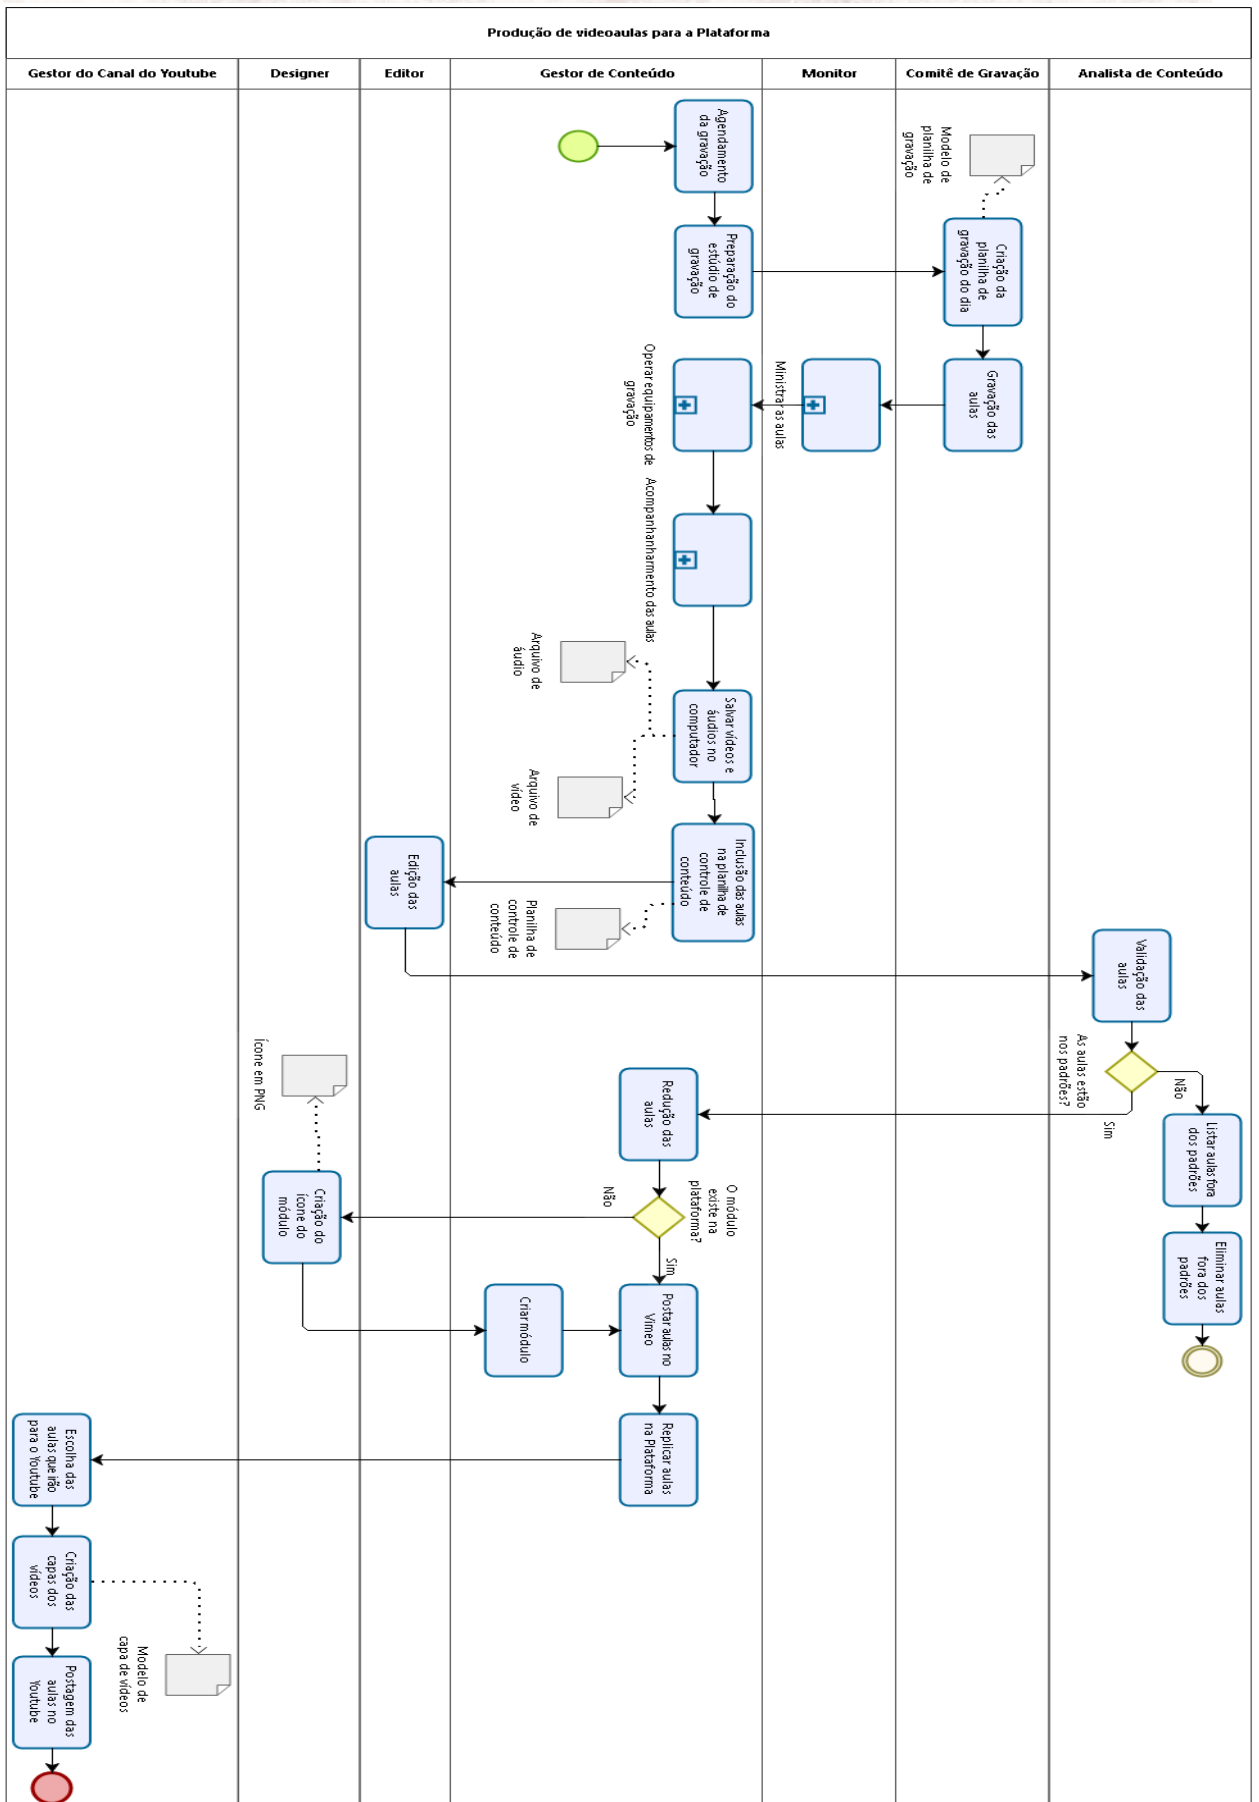 Produção de videoaulas para a Plataforma
Gestor do Canal do Youtube
Designer
Editor
Gestor de Conteúdo
Monitor
Comitê de Gravação
Analista de Conteúdo
Agendamento
da gravação
Modelo de
planilha de
gravação
Preparação do
estúdio de
gravação
Criação da
planilha de
gravação do dia
Gravação das
aulas
Ministrar as aulas
Operar equipamentos de
gravação
Acompanhanharmento das aulas
Arquivo de
áudio
Salvar vídeos e
áudios no
computador
Arquivo de
vídeo
Inclusão das aulas
na planilha de
controle de
conteúdo
Edição das
aulas
Planilha de
controle de
conteúdo
Validação das
aulas
As aulas estão
nos padrões?
Não
Sim
Listar aulas fora
dos padrões
Eliminar aulas
fora dos
padrões
Redução das
aulas
O módulo
existe na
plataforma?
Não
Sim
Ícone em PNG
Criação do
ícone do
módulo
Criar módulo
Postar aulas no
Vimeo
Replicar aulas
na Plataforma
Escolha das
aulas que irão
para o Youtube
Criação das
capas dos
vídeos
Modelo de
capa de vídeos
Postagem das
aulas no
Youtube